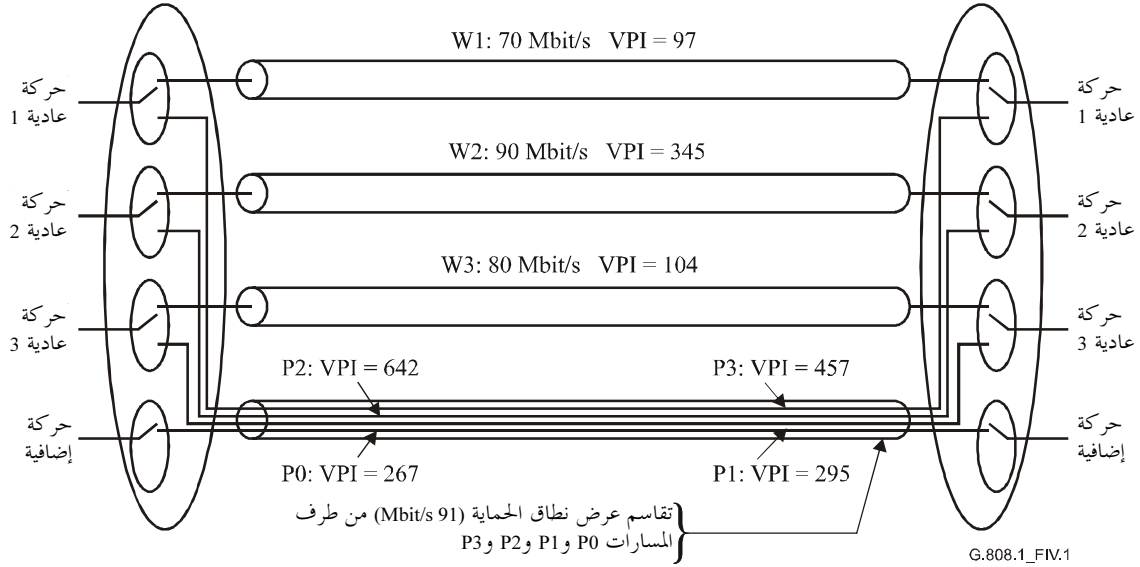 W1: 70 Mbit/s VPI = 97
حركة
عادية 1
حركة
عادية 1
W2: 90 Mbit/s VPI = 345
حركة
عادية 2
حركة
عادية 2
W3: 80 Mbit/s VPI = 104
حركة
عادية 3
حركة
عادية 3
P2: VPI = 642
P3: VPI = 457
حركة
إضافية
حركة
إضافية
P0: VPI = 267
P1: VPI = 295
تقاسم عرض نطاق الحماية (Mbit/s 91) من طرف
المسارات P0 وP1 وP2 وP3
G.808.1_FIV.1